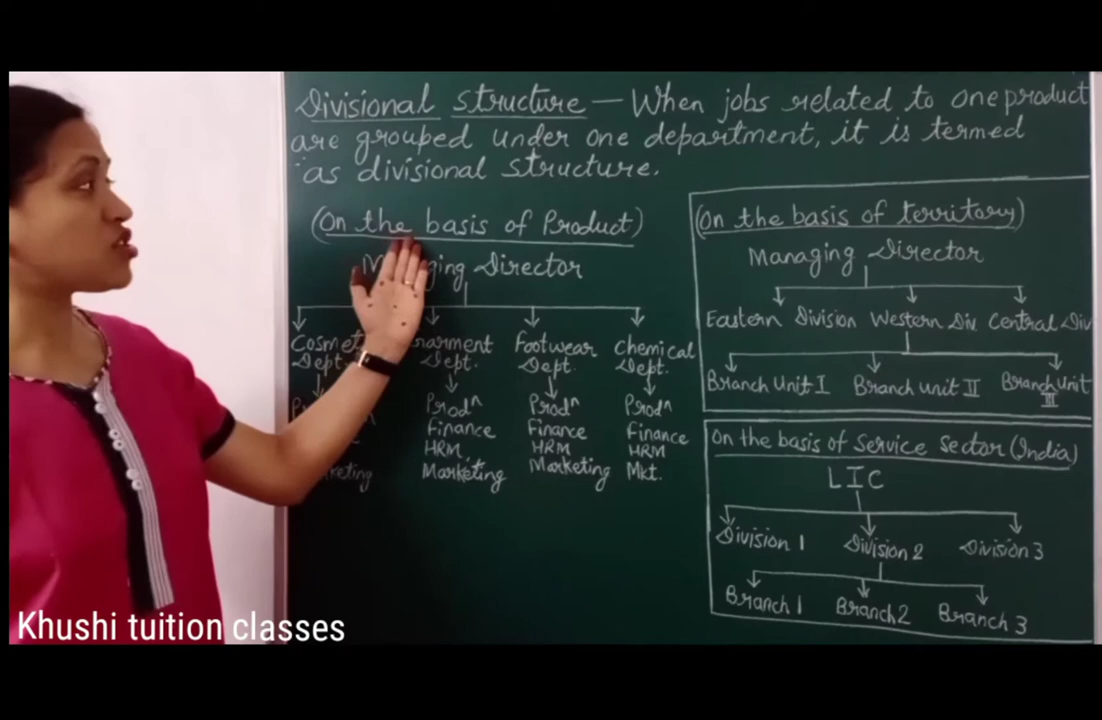 Divisional structure — When jobs related to one product
are grouped under one department, it is termed
as divisional structure.
(On the basis of Product)
Director
Dept. Dept. Footwear Dept. Chemical Dept.
Prodn Prodn Prodn
Finance Finance Finance
HRM HRM HRM
Marketing Marketing Mkt.
(On the basis of territory)
Managing Director
Eastern Division Western Div Central Div
Branch Unit I Branch unit II Branch unit III
On the basis of service sector (India)
LIC
Division 1 Division 2 Division 3
Branch 1 Branch 2 Branch 3
Khushi tuition classes